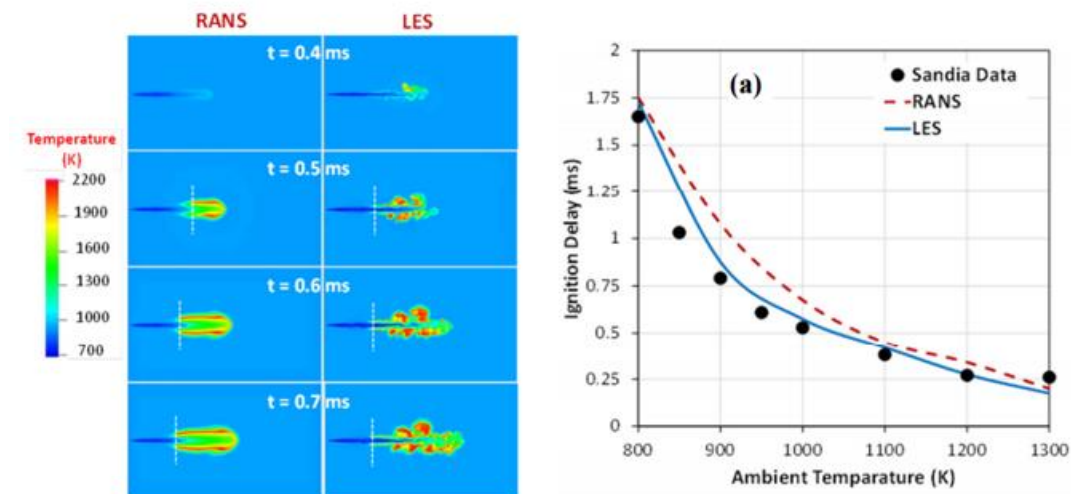 RANS LES
t = 0.4 ms
t = 0.5 ms
t = 0.6 ms
t = 0.7 ms
Temperature
(K)
2200
1900
1600
1300
1000
700
(a)
Sandia Data
RANS
LES
Ignition Delay (ms)
2
1.75
1.5
1.25
1
0.75
0.5
0.25
0
800 900 1000 1100 1200 1300
Ambient Temparature (K)